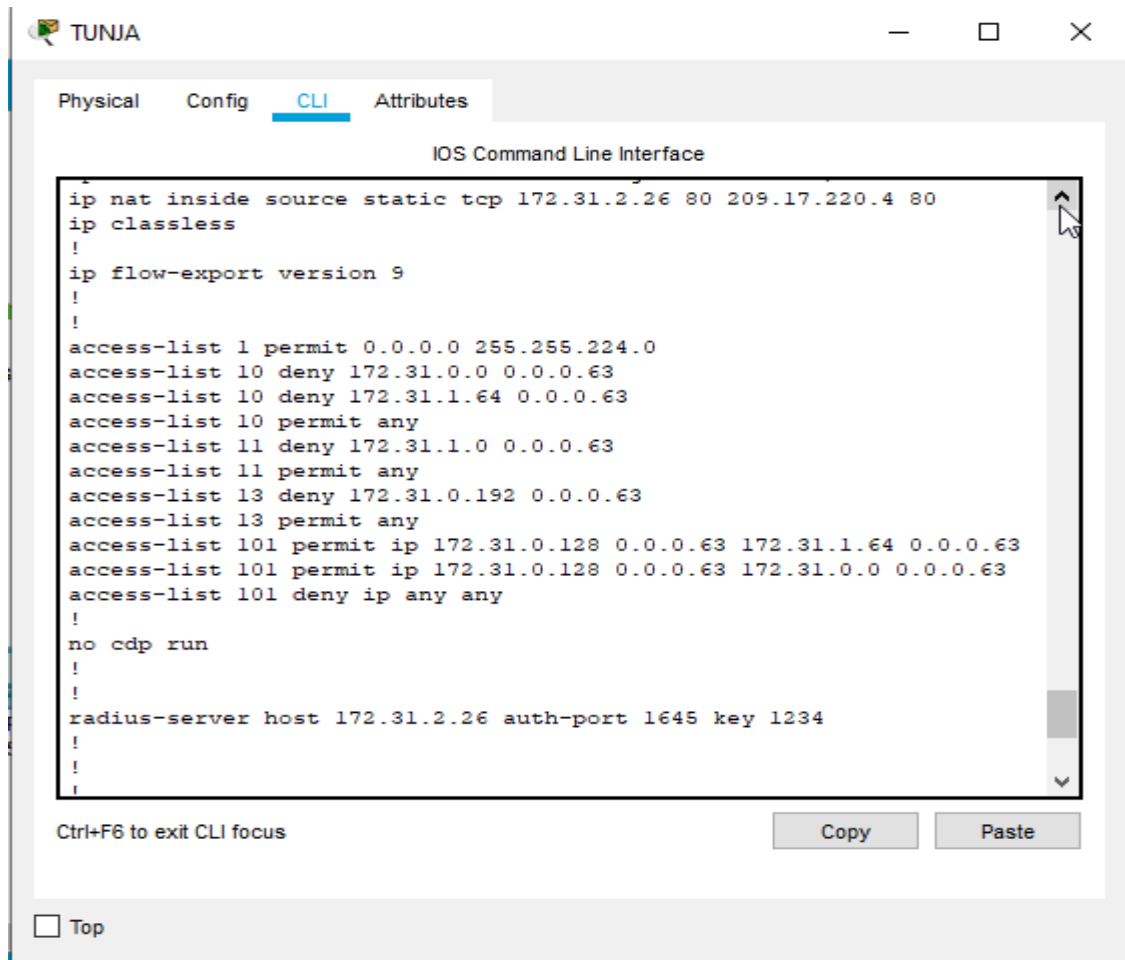 TUNJA
Physical Config CLI Attributes
IOS Command Line Interface
ip nat inside source static tcp 172.31.2.26 80 209.17.220.4 80
ip classless
!
ip flow-export version 9
!
!
access-list 1 permit 0.0.0.0 255.255.224.0
access-list 10 deny 172.31.0.0 0.0.0.63
access-list 10 deny 172.31.1.64 0.0.0.63
access-list 10 permit any
access-list 11 deny 172.31.1.0 0.0.0.63
access-list 11 permit any
access-list 13 deny 172.31.0.192 0.0.0.63
access-list 13 permit any
access-list 101 permit ip 172.31.0.128 0.0.0.63 172.31.1.64 0.0.0.63
access-list 101 permit ip 172.31.0.128 0.0.0.63 172.31.0.0 0.0.0.63
access-list 101 deny ip any any
!
no cdp run
!
!
radius-server host 172.31.2.26 auth-port 1645 key 1234
!
!
!
Ctrl+F6 to exit CLI focus
Copy Paste
Top